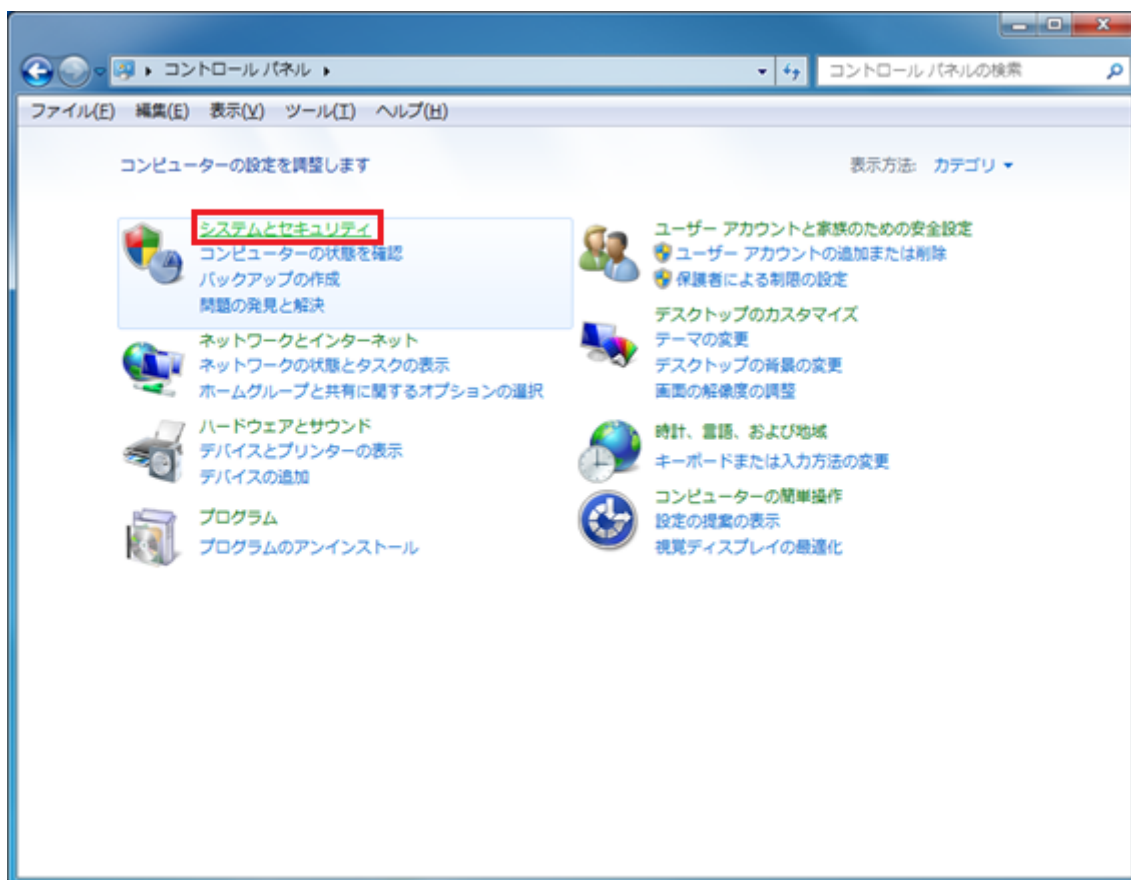 コントロール パネル
コントロール パネルの検索
ファイル(F) 編集(E) 表示(V) ツール(T) ヘルプ(H)
コンピューターの設定を調整します
表示方法: カテゴリ
システムとセキュリティ
コンピューターの状態を確認
バックアップの作成
問題の発見と解決
ネットワークとインターネット
ネットワークの状態とタスクの表示
ホームグループと共有に関するオプションの選択
ハードウェアとサウンド
デバイスとプリンターの表示
デバイスの追加
プログラム
プログラムのアンインストール
ユーザー アカウントと家族のための安全設定
ユーザー アカウントの追加または削除
保護者による制限の設定
デスクトップのカスタマイズ
テーマの変更
デスクトップの背景の変更
画面の解像度の調整
時計、言語、および地域
キーボードまたは入力方法の変更
コンピューターの簡単操作
設定の提案の表示
視覚ディスプレイの最適化